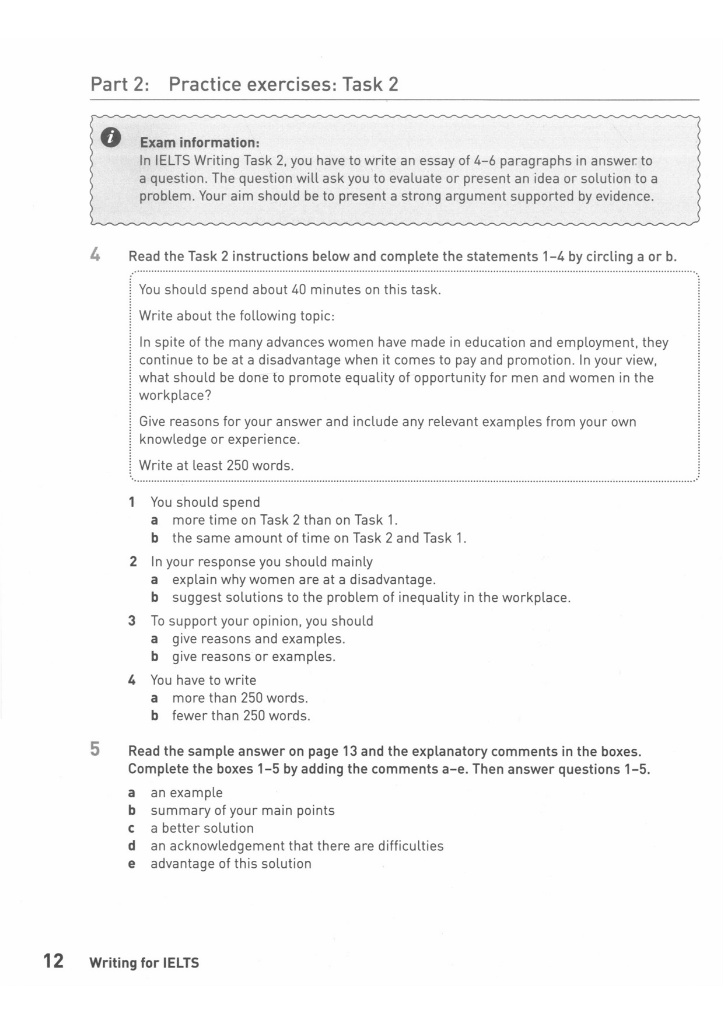 Part 2: Practice exercises: Task 2
i Exam information:
In IELTS Writing Task 2, you have to write an essay of 4–6 paragraphs in answer to
a question. The question will ask you to evaluate or present an idea or solution to a
problem. Your aim should be to present a strong argument supported by evidence.
4 Read the Task 2 instructions below and complete the statements 1–4 by circling a or b.
You should spend about 40 minutes on this task.
Write about the following topic:
In spite of the many advances women have made in education and employment, they
continue to be at a disadvantage when it comes to pay and promotion. In your view,
what should be done to promote equality of opportunity for men and women in the
workplace?
Give reasons for your answer and include any relevant examples from your own
knowledge or experience.
Write at least 250 words.
1 You should spend
a more time on Task 2 than on Task 1.
b the same amount of time on Task 2 and Task 1.
2 In your response you should mainly
a explain why women are at a disadvantage.
b suggest solutions to the problem of inequality in the workplace.
3 To support your opinion, you should
a give reasons and examples.
b give reasons or examples.
4 You have to write
a more than 250 words.
b fewer than 250 words.
5 Read the sample answer on page 13 and the explanatory comments in the boxes.
Complete the boxes 1–5 by adding the comments a–e. Then answer questions 1–5.
a an example
b summary of your main points
c a better solution
d an acknowledgement that there are difficulties
e advantage of this solution
12 Writing for IELTS